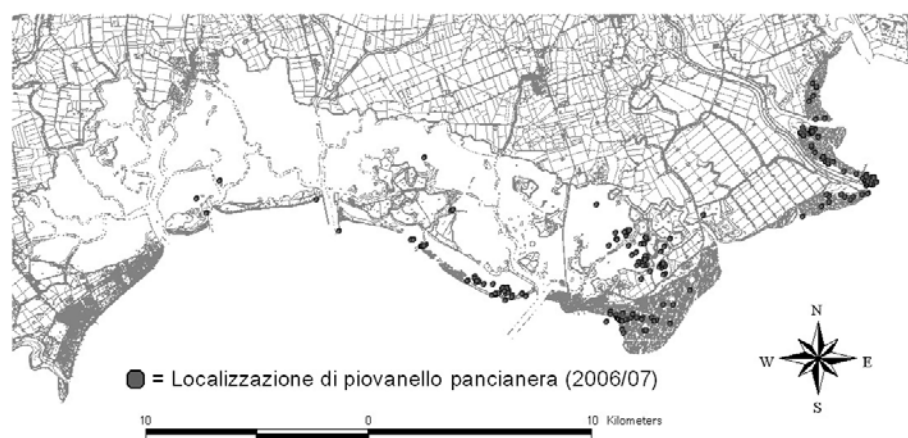 = Localizzazione di piovanello pancianera (2006/07)
N
W E
S
10 0 10 Kilometers